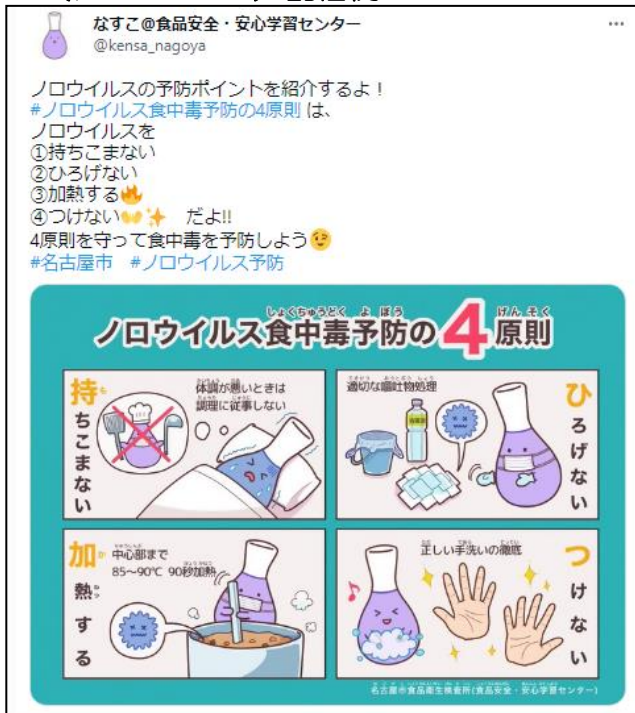 なすこ@食品安全・安心学習センター
@kensa_nagoya
ノロウイルスの予防ポイントを紹介するよ！
#ノロウイルス食中毒予防の4原則 は、
ノロウイルスを
①持ちこまない
②ひろげない
③加熱する🔥
④つけない👐✨ だよ!!
4原則を守って食中毒を予防しよう😉
#名古屋市 #ノロウイルス予防
ノロウイルス食中毒予防の4原則
持ちこまない
体調が悪いときは
調理に従事しない
適切な嘔吐物処理
ひろげない
加熱する
中心部まで
85～90℃ 90秒加熱
正しい手洗いの徹底
つけない
名古屋市食品衛生検査所(食品安全・安心学習センター)